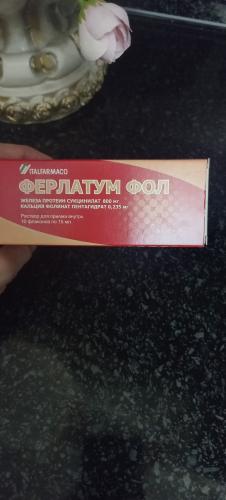 ITALFARMACO
ФЕРЛАТУМ ФОЛ
ЖЕЛЕЗА ПРОТЕИН СУКЦИНИЛАТ 800 мг
КАЛЬЦИЯ ФОЛИНАТ ПЕНТАГИДРАТ 0,235 мг
Раствор для приема внутрь
10 флаконов по 15 мл